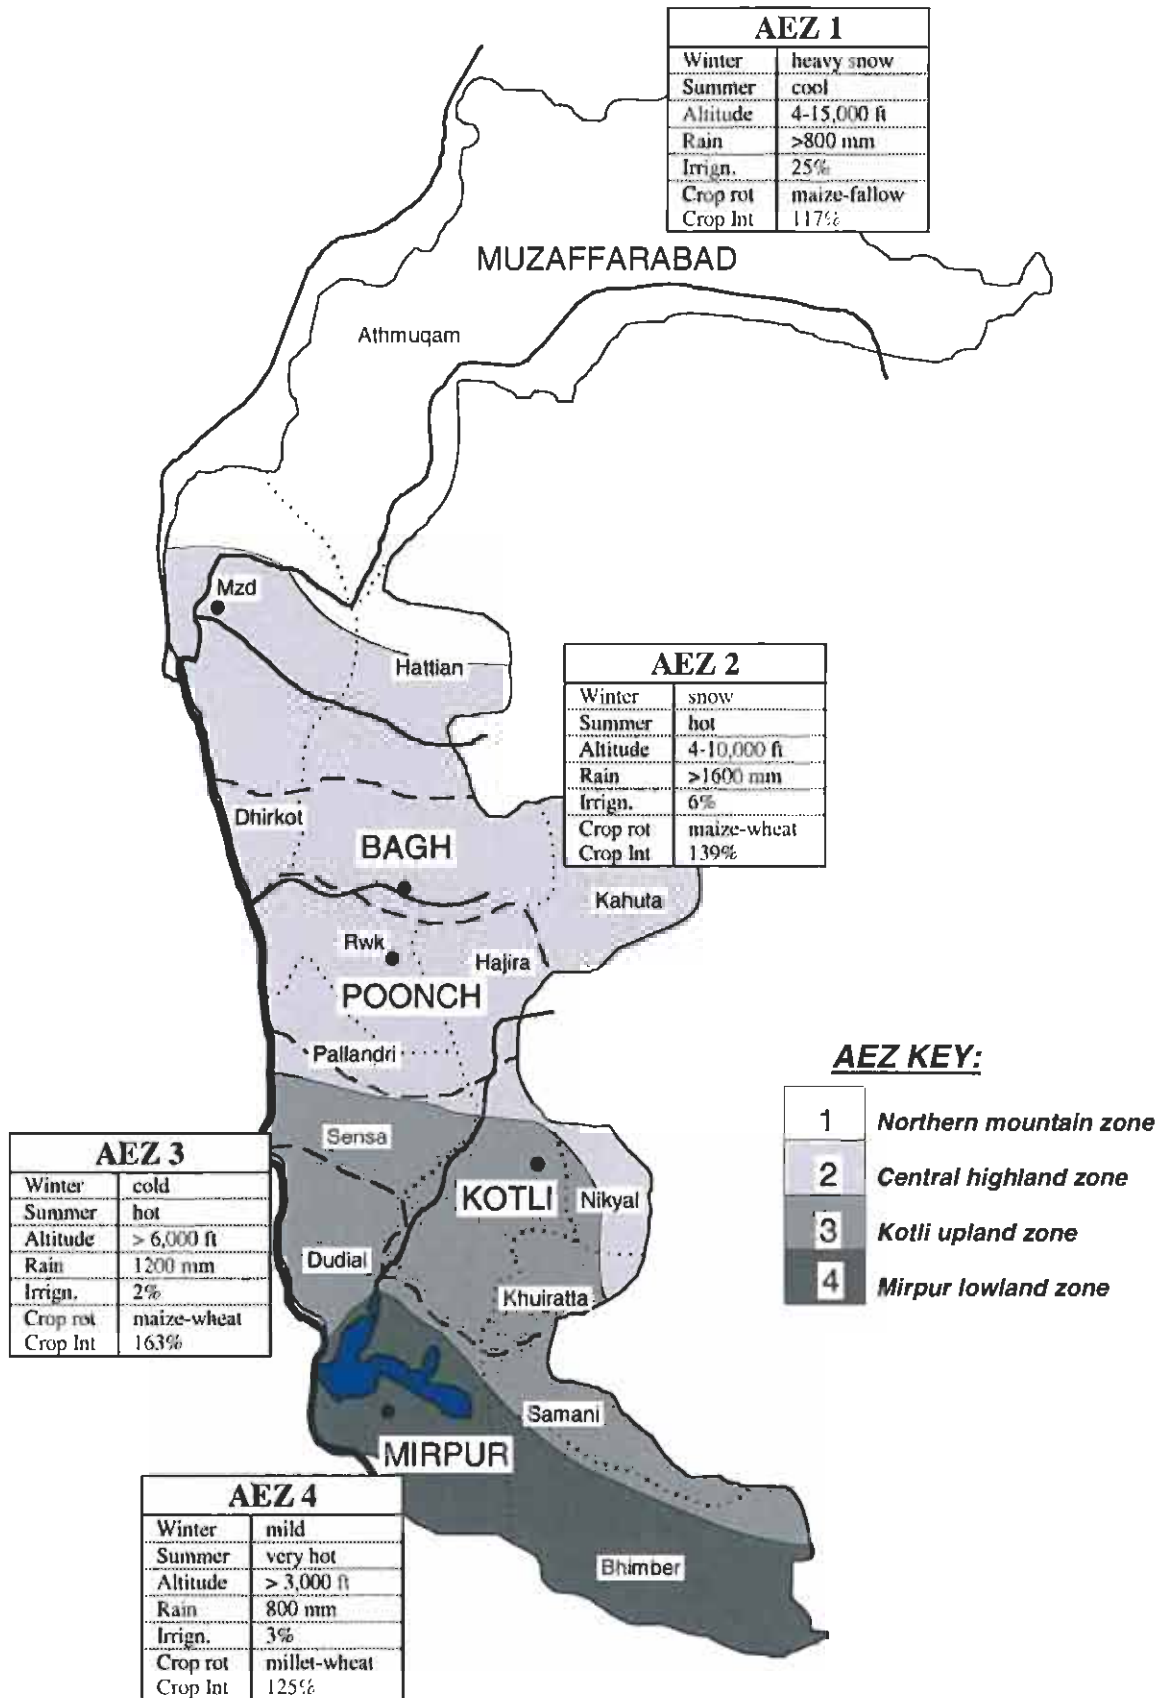 AEZ 1
Winter heavy snow
Summer cool
Altitude 4-15,000 ft
Rain >800 mm
Irrign. 25%
Crop rot maize-fallow
Crop Int 117%
MUZAFFARABAD
Athmuqam
Mzd
Hattian
AEZ 2
Winter snow
Summer hot
Altitude 4-10,000 ft
Rain >1600 mm
Irrign. 6%
Crop rot maize-wheat
Crop Int 139%
Dhirkot
BAGH
Kahuta
Rwk
Hajira
POONCH
Pallandri
AEZ KEY:
1 Northern mountain zone
2 Central highland zone
3 Kotli upland zone
4 Mirpur lowland zone
Sensa
AEZ 3
Winter cold
Summer hot
Altitude > 6,000 ft
Rain 1200 mm
Irrign. 2%
Crop rot maize-wheat
Crop Int 163%
KOTLI
Nikyal
Dudial
Khuiratta
Samani
MIRPUR
AEZ 4
Winter mild
Summer very hot
Altitude > 3,000 ft
Rain 800 mm
Irrign. 3%
Crop rot millet-wheat
Crop Int 125%
Bhimber